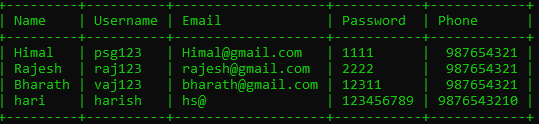 | Name | Username | Email | Password | Phone |
| Himal | psg123 | Himal@gmail.com | 1111 | 987654321 |
| Rajesh | raj123 | rajesh@gmail.com | 2222 | 987654321 |
| Bharath | vaj123 | bharath@gmail.com | 12311 | 987654321 |
| hari | harish | hs@ | 123456789 | 9876543210 |